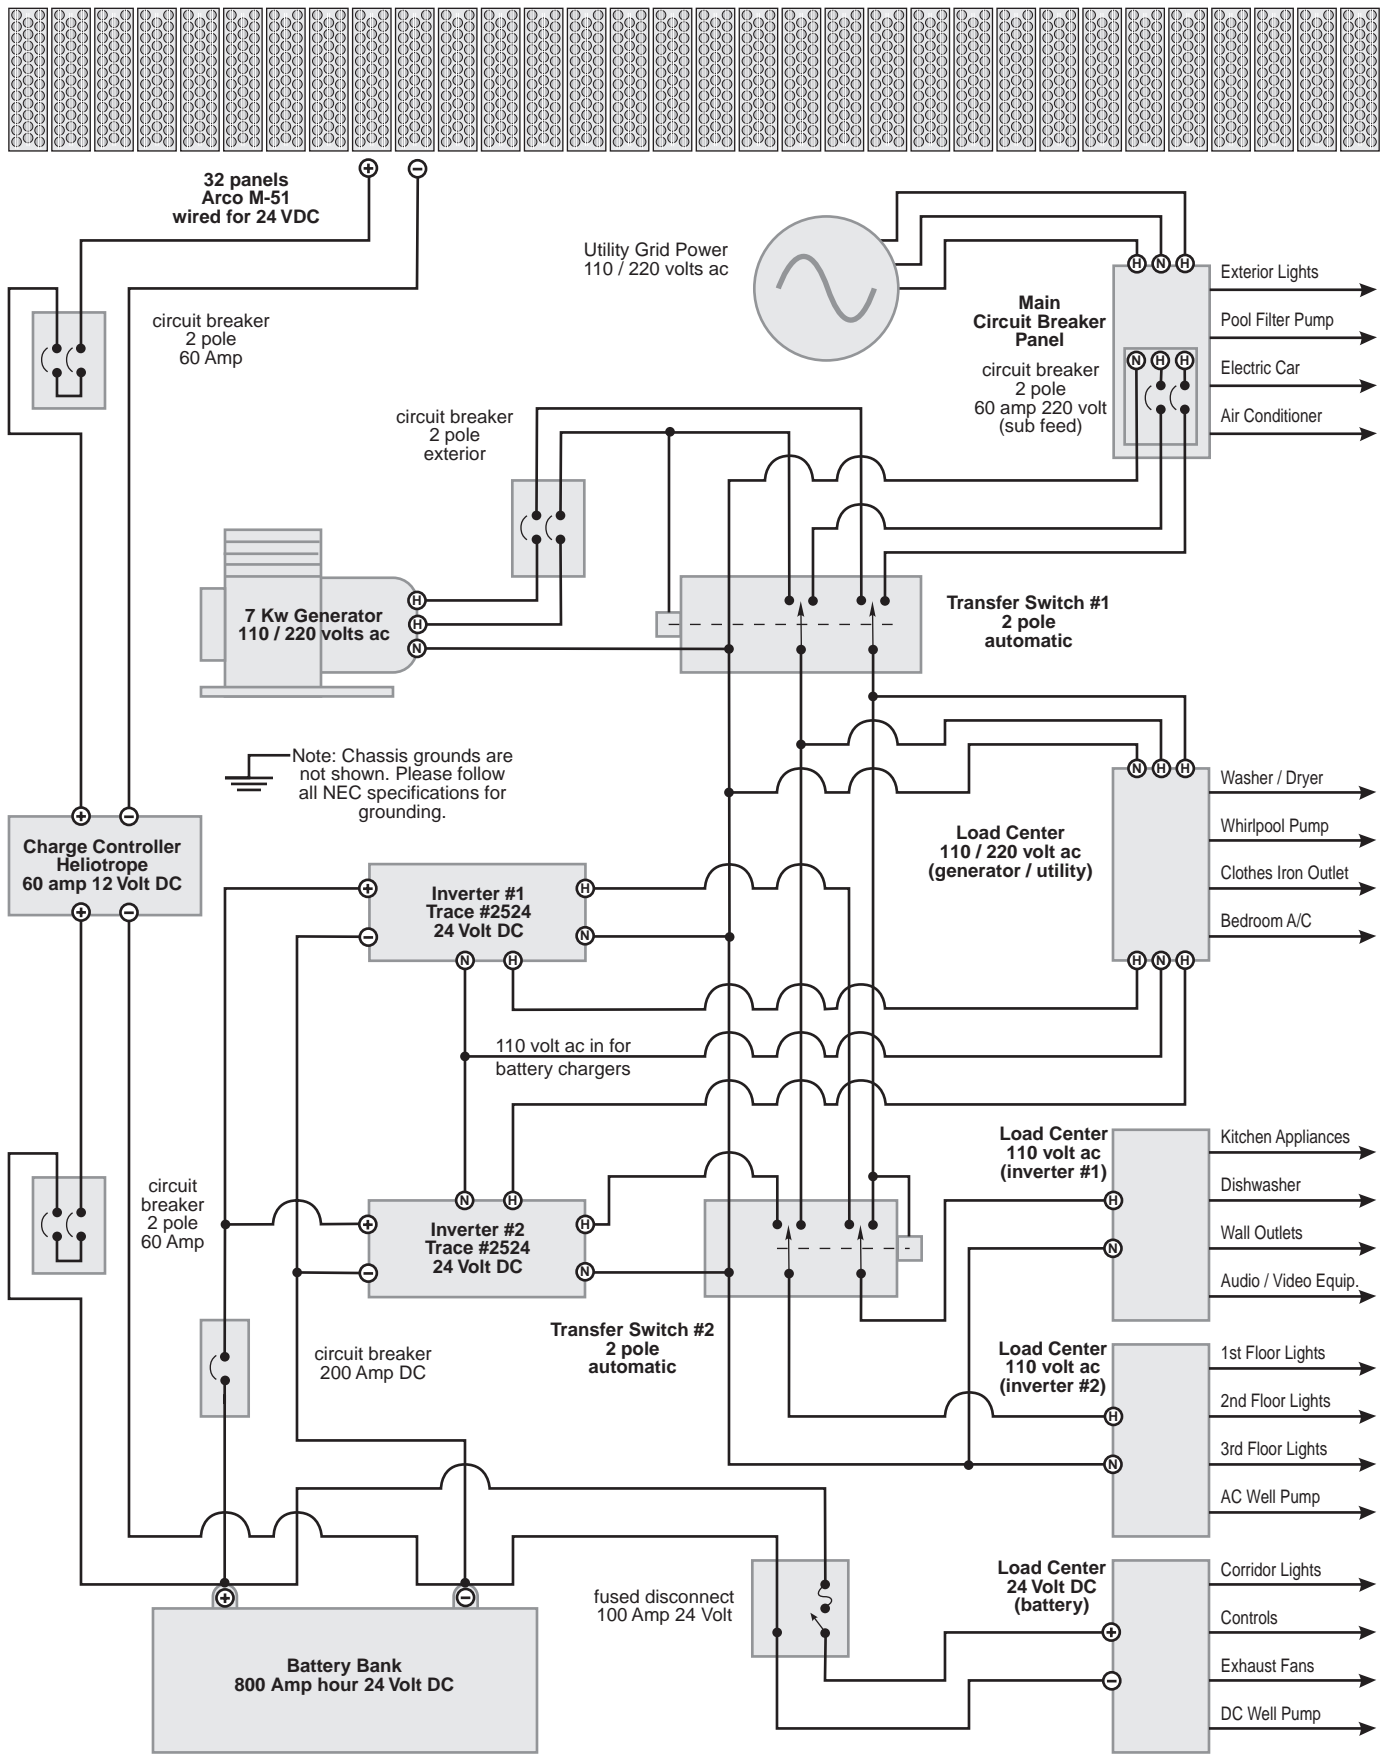 32 panels
Arco M-51
wired for 24 VDC
Utility Grid Power
110 / 220 volts ac
H N H
Main
Circuit Breaker
Panel
N H H
circuit breaker
2 pole
60 amp 220 volt
(sub feed)
Exterior Lights
Pool Filter Pump
Electric Car
Air Conditioner
circuit breaker
2 pole
60 Amp
circuit breaker
2 pole
exterior
7 Kw Generator
110 / 220 volts ac
H
H
N
Transfer Switch #1
2 pole
automatic
Note: Chassis grounds are
not shown. Please follow
all NEC specifications for
grounding.
N H H
Load Center
110 / 220 volt ac
(generator / utility)
Washer / Dryer
Whirlpool Pump
Clothes Iron Outlet
Bedroom A/C
H N H
+ −
Charge Controller
Heliotrope
60 amp 12 Volt DC
+ −
Inverter #1
Trace #2524
24 Volt DC
H
N
N H
110 volt ac in for
battery chargers
circuit
breaker
2 pole
60 Amp
N H
Inverter #2
Trace #2524
24 Volt DC
H
N
Transfer Switch #2
2 pole
automatic
Load Center
110 volt ac
(inverter #1)
H
N
Kitchen Appliances
Dishwasher
Wall Outlets
Audio / Video Equip.
circuit breaker
200 Amp DC
Load Center
110 volt ac
(inverter #2)
H
N
1st Floor Lights
2nd Floor Lights
3rd Floor Lights
AC Well Pump
fused disconnect
100 Amp 24 Volt
Load Center
24 Volt DC
(battery)
+
−
Corridor Lights
Controls
Exhaust Fans
DC Well Pump
+ −
Battery Bank
800 Amp hour 24 Volt DC